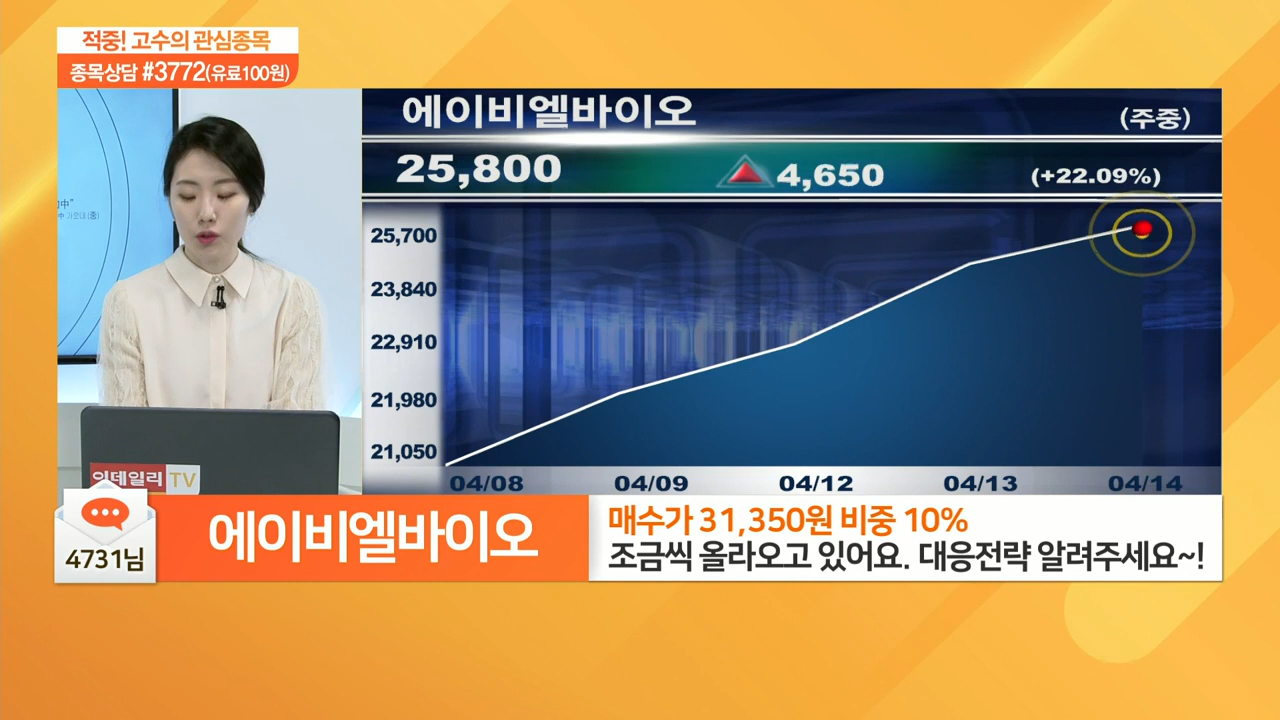 적중! 고수의 관심종목
종목상담 #3772(유료100원)
에이비엘바이오
(주중)
25,800
4,650
(+22.09%)
25,700
23,840
22,910
21,980
21,050
04/08
04/09
04/12
04/13
04/14
이데일리 TV
4731님
에이비엘바이오
매수가 31,350원 비중 10%
조금씩 올라오고 있어요. 대응전략 알려주세요~!